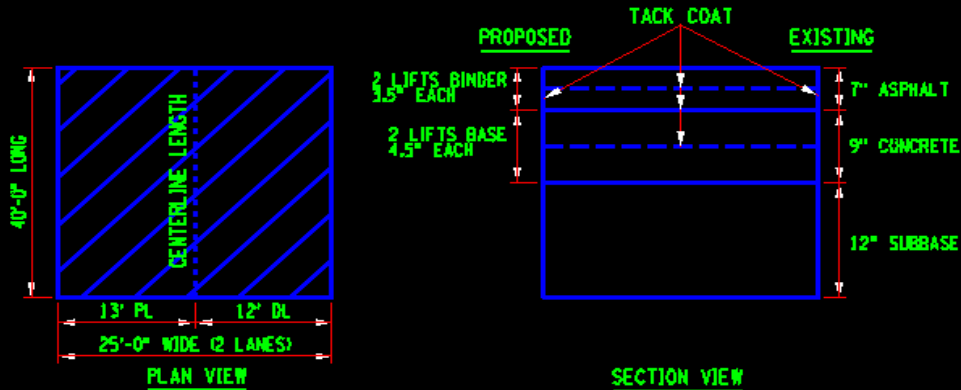 TACK COAT
PROPOSED
EXISTING
2 LIFTS BINDER
3.5" EACH
7" ASPHALT
2 LIFTS BASE
4.5" EACH
9" CONCRETE
40'-0" LONG
CENTERLINE LENGTH
12" SUBBASE
13' PL
12' DL
25'-0" WIDE (2 LANES)
PLAN VIEW
SECTION VIEW